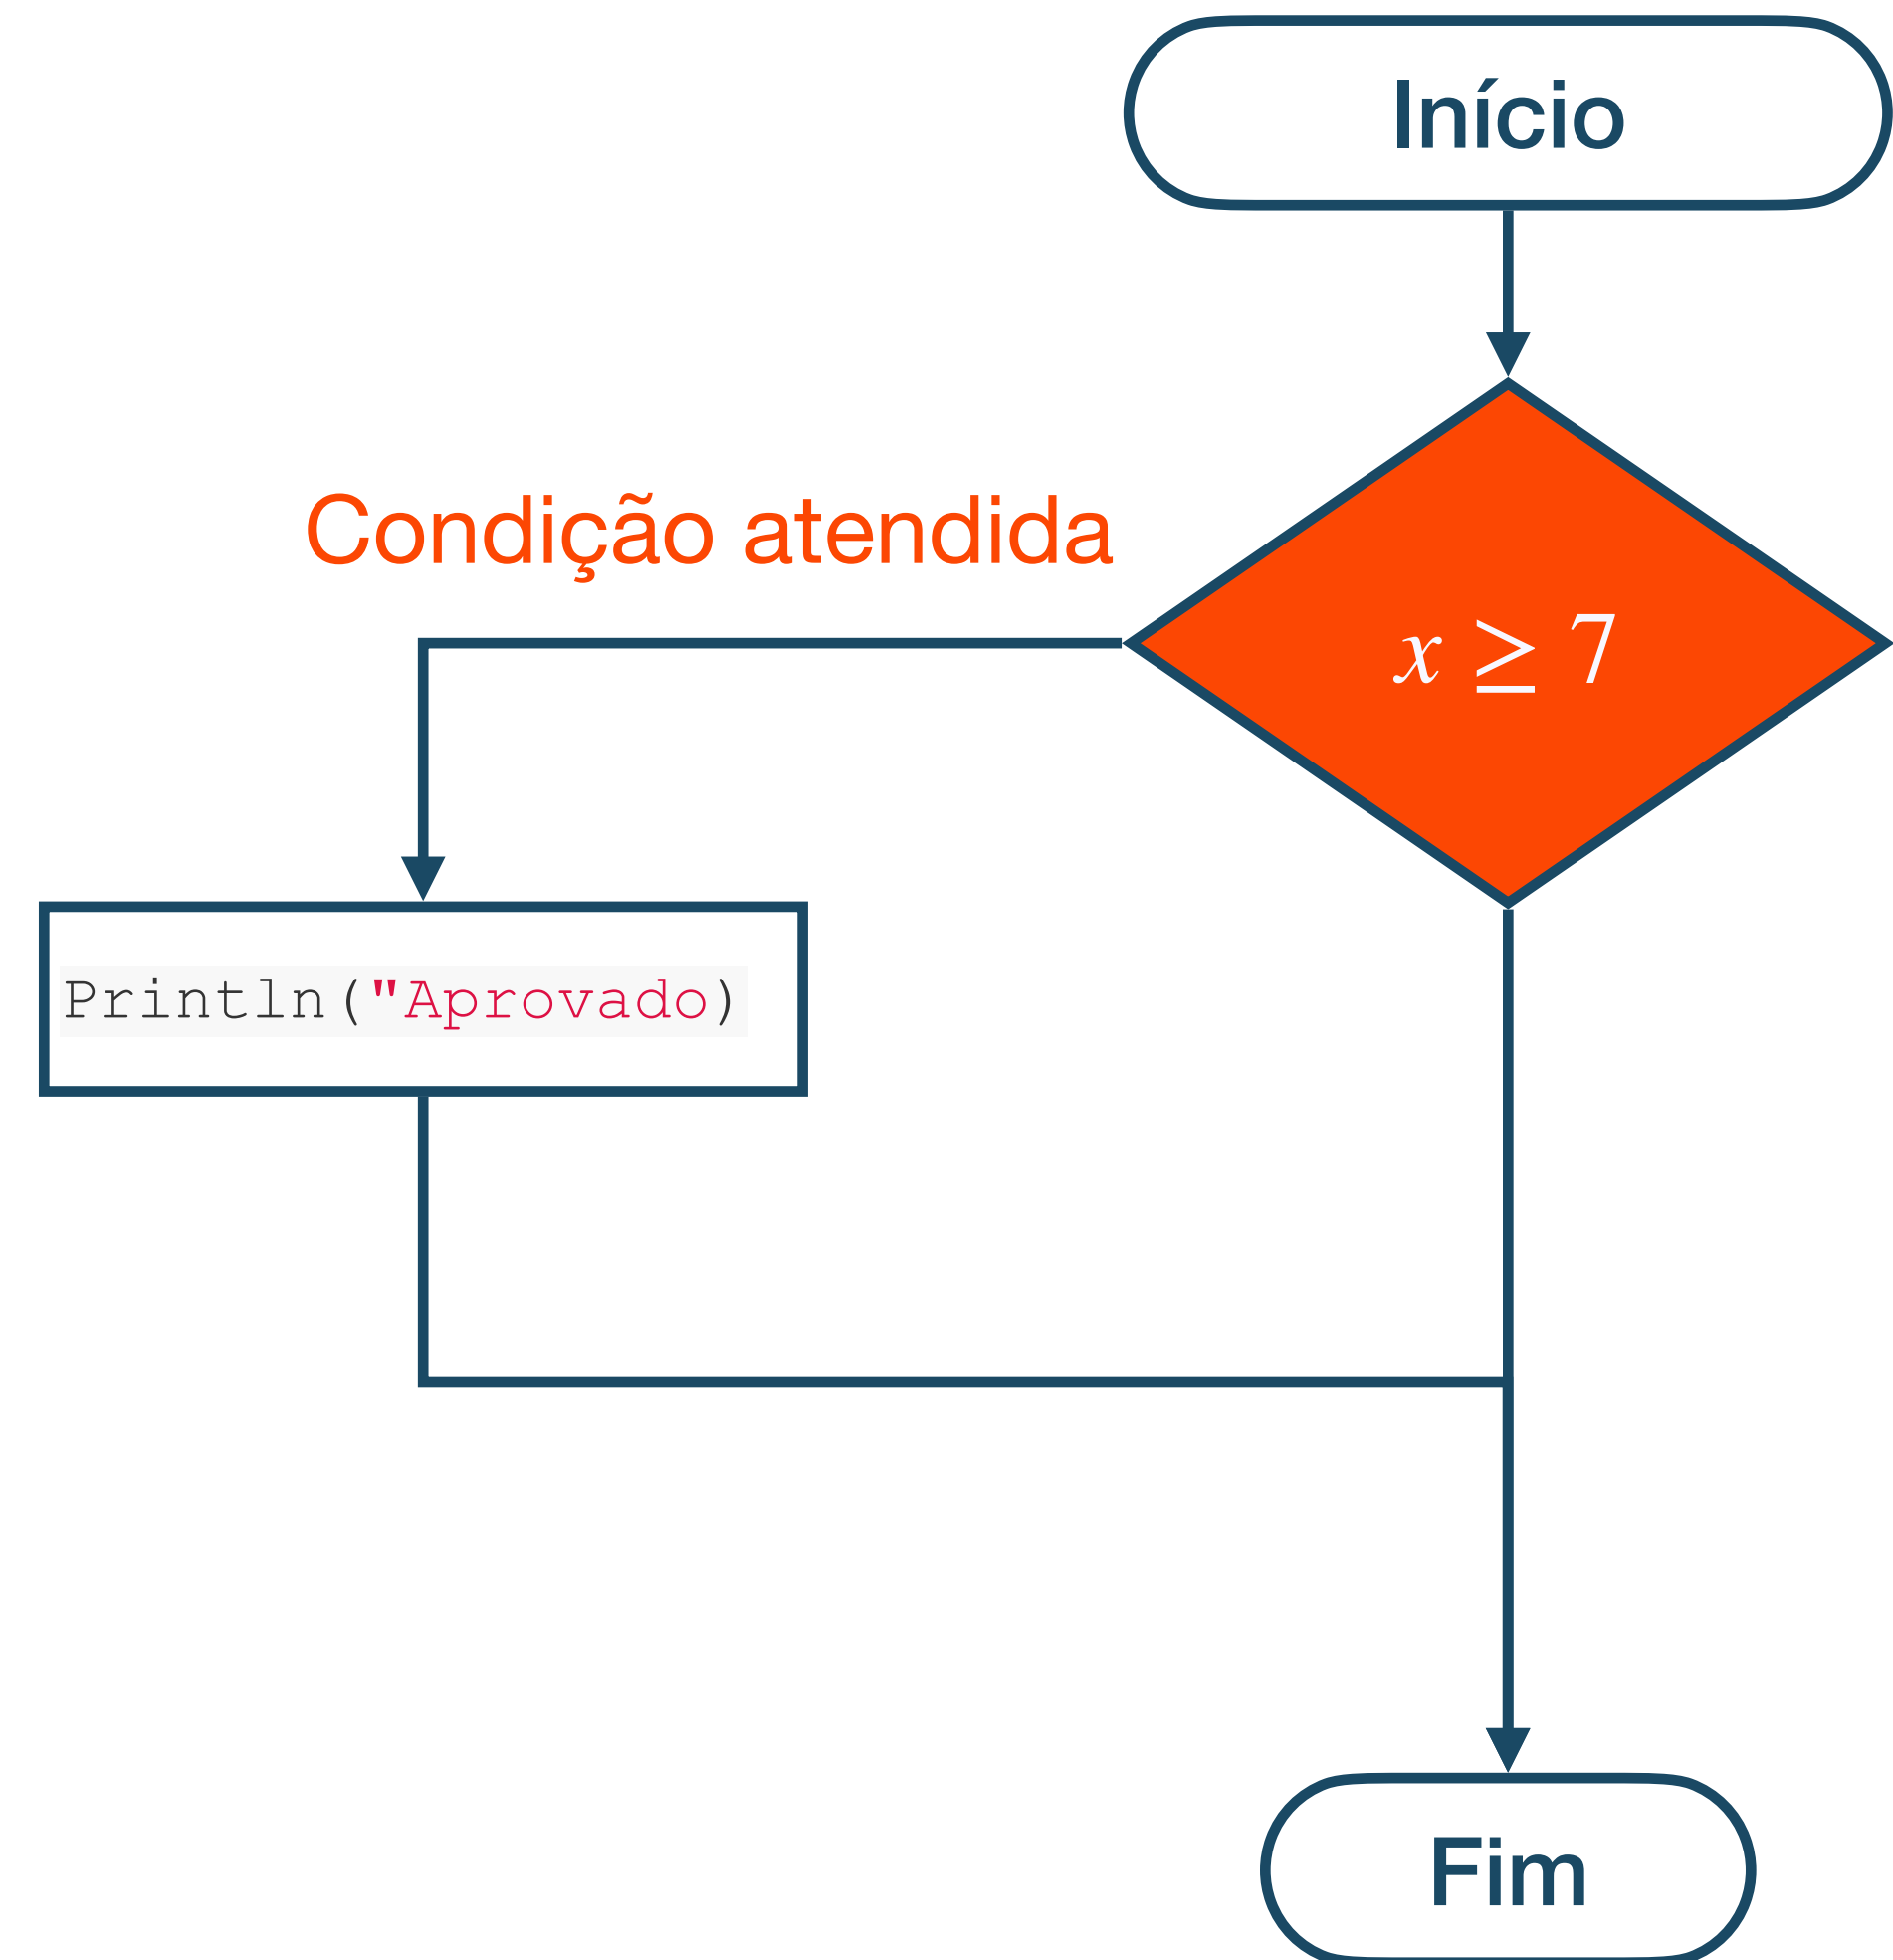 Início
Condição atendida
x ≥ 7
Println("Aprovado)
Fim